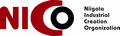 NICO
Niigata
Industrial
Creation
Organization